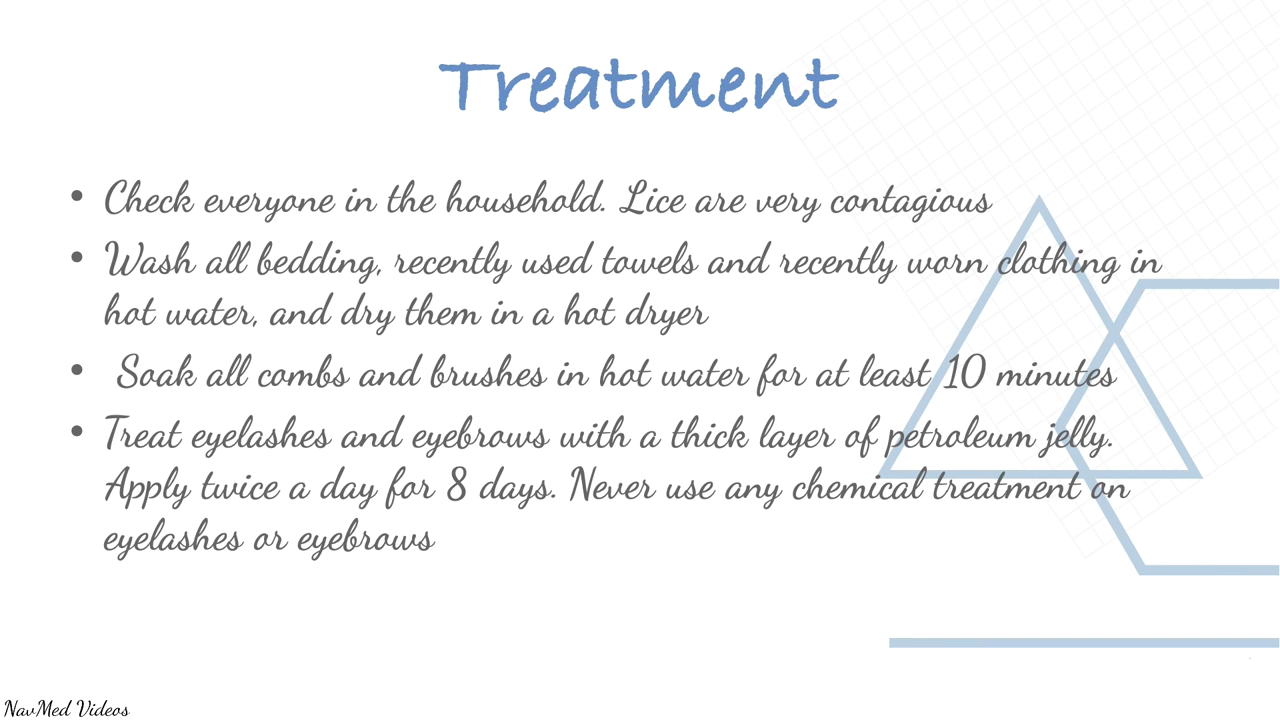 Treatment
• Check everyone in the household. Lice are very contagious
• Wash all bedding, recently used towels and recently worn clothing in
hot water, and dry them in a hot dryer
• Soak all combs and brushes in hot water for at least 10 minutes
• Treat eyelashes and eyebrows with a thick layer of petroleum jelly.
Apply twice a day for 8 days. Never use any chemical treatment on
eyelashes or eyebrows
NavMed Videos